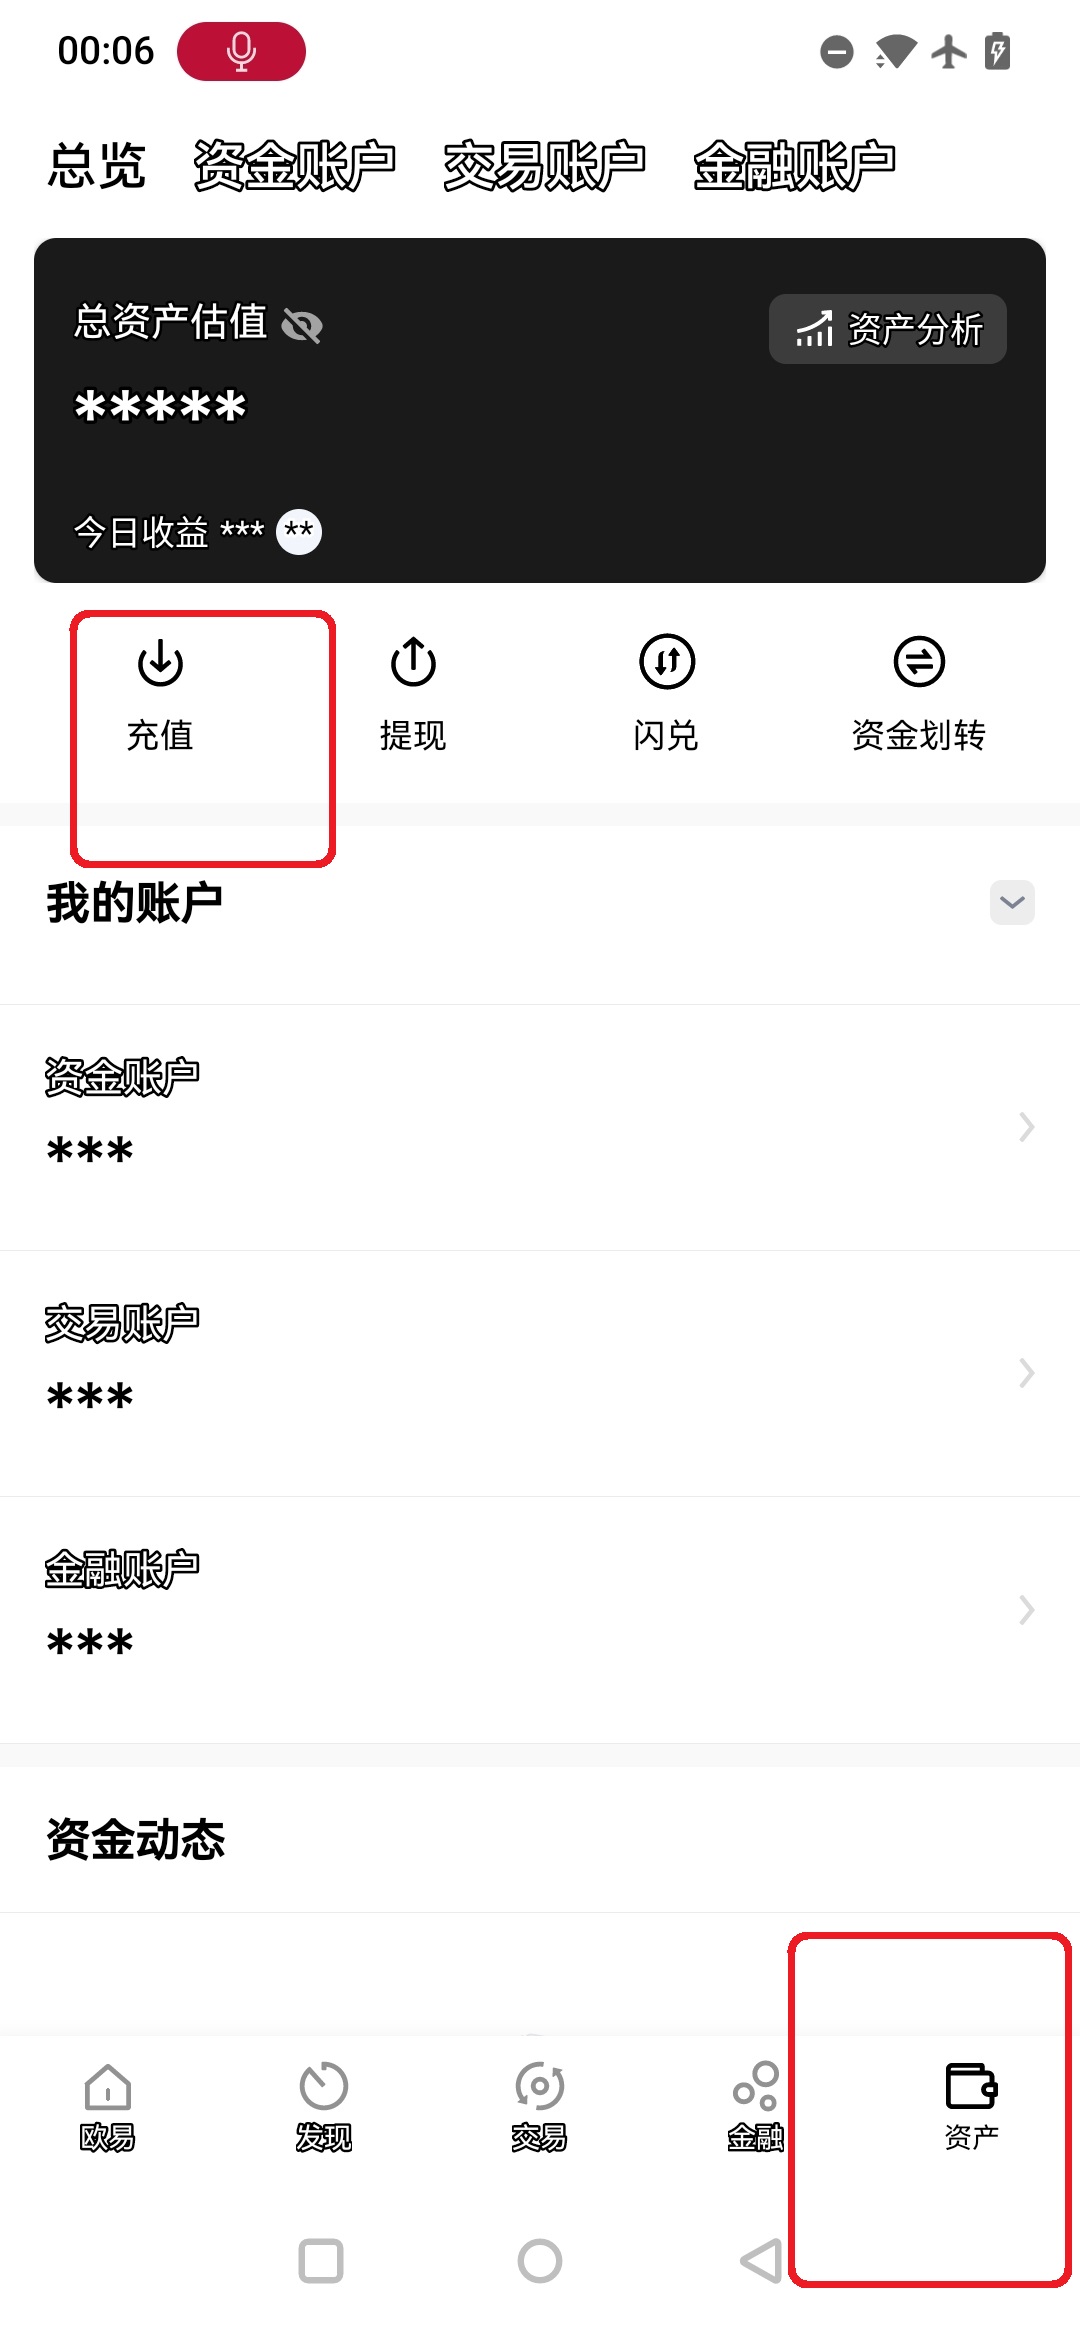 00:06
总览 资金账户 交易账户 金融账户
总资产估值
资产分析
*****
今日收益 *** **
充值 提现 闪兑 资金划转
我的账户
资金账户
***
交易账户
***
金融账户
***
资金动态
欧易 发现 交易 金融 资产